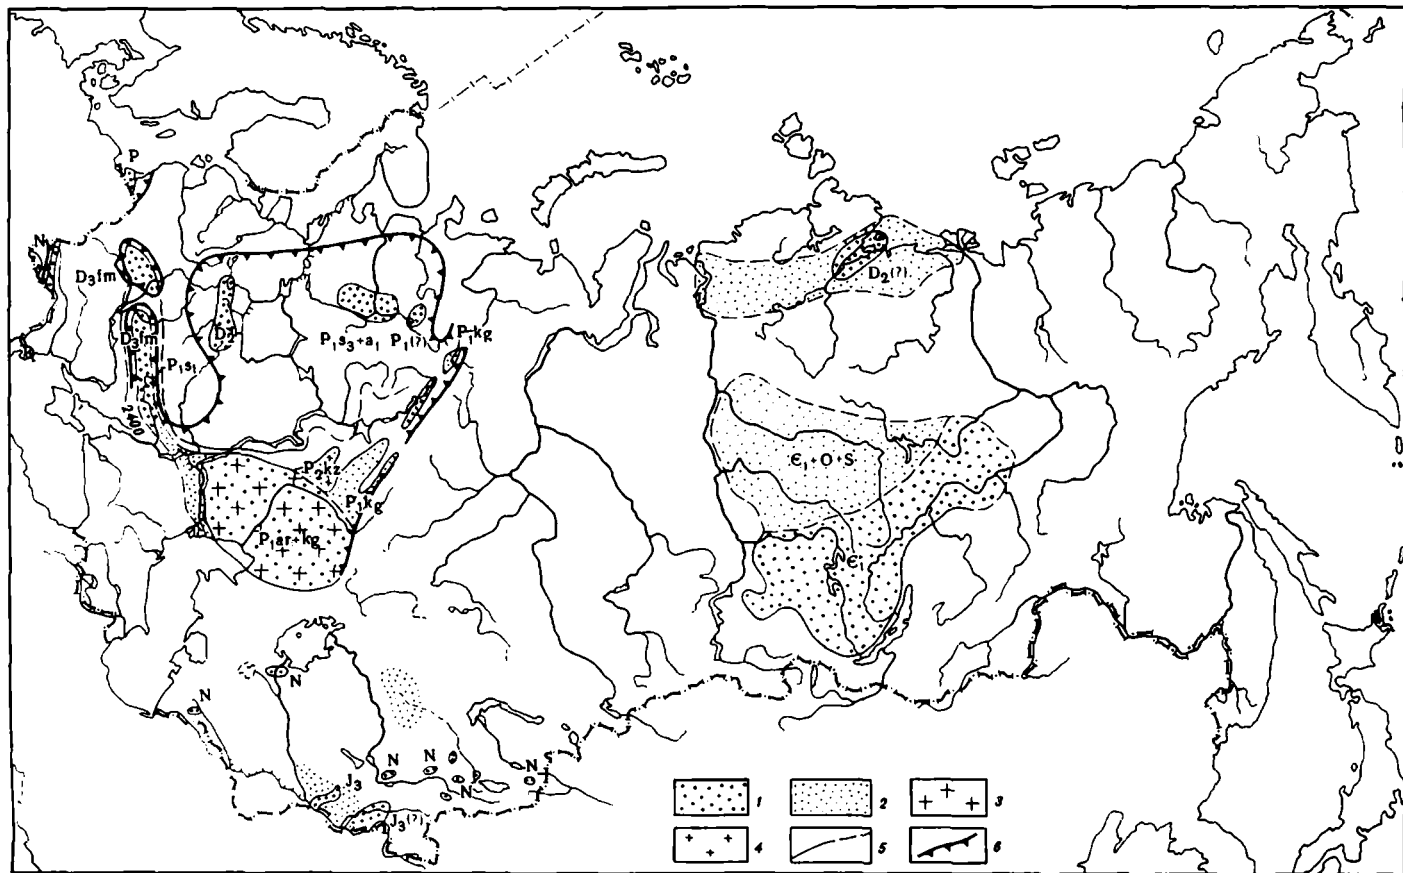 P
N
D₃fm
D₂
P₁s₃+a₁
P₁(?)
P₁kg
D₃fm
P₁s₁
2400
P₂kz
P₁kg
P₁ar+kg
D₂(?)
Є₁+O+S
Є₁
N
N
N
N
N
N
J₃
J₃(?)
1
2
3
4
5
6